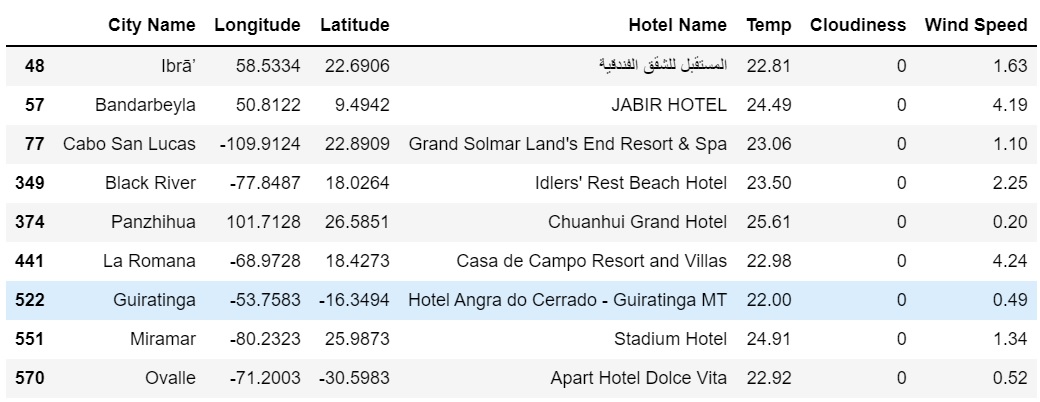 City Name Longitude Latitude Hotel Name Temp Cloudiness Wind Speed
48 Ibrā’ 58.5334 22.6906 المستقبل للشقق الفندقية 22.81 0 1.63
57 Bandarbeyla 50.8122 9.4942 JABIR HOTEL 24.49 0 4.19
77 Cabo San Lucas -109.9124 22.8909 Grand Solmar Land's End Resort & Spa 23.06 0 1.10
349 Black River -77.8487 18.0264 Idlers' Rest Beach Hotel 23.50 0 2.25
374 Panzhihua 101.7128 26.5851 Chuanhui Grand Hotel 25.61 0 0.20
441 La Romana -68.9728 18.4273 Casa de Campo Resort and Villas 22.98 0 4.24
522 Guiratinga -53.7583 -16.3494 Hotel Angra do Cerrado - Guiratinga MT 22.00 0 0.49
551 Miramar -80.2323 25.9873 Stadium Hotel 24.91 0 1.34
570 Ovalle -71.2003 -30.5983 Apart Hotel Dolce Vita 22.92 0 0.52